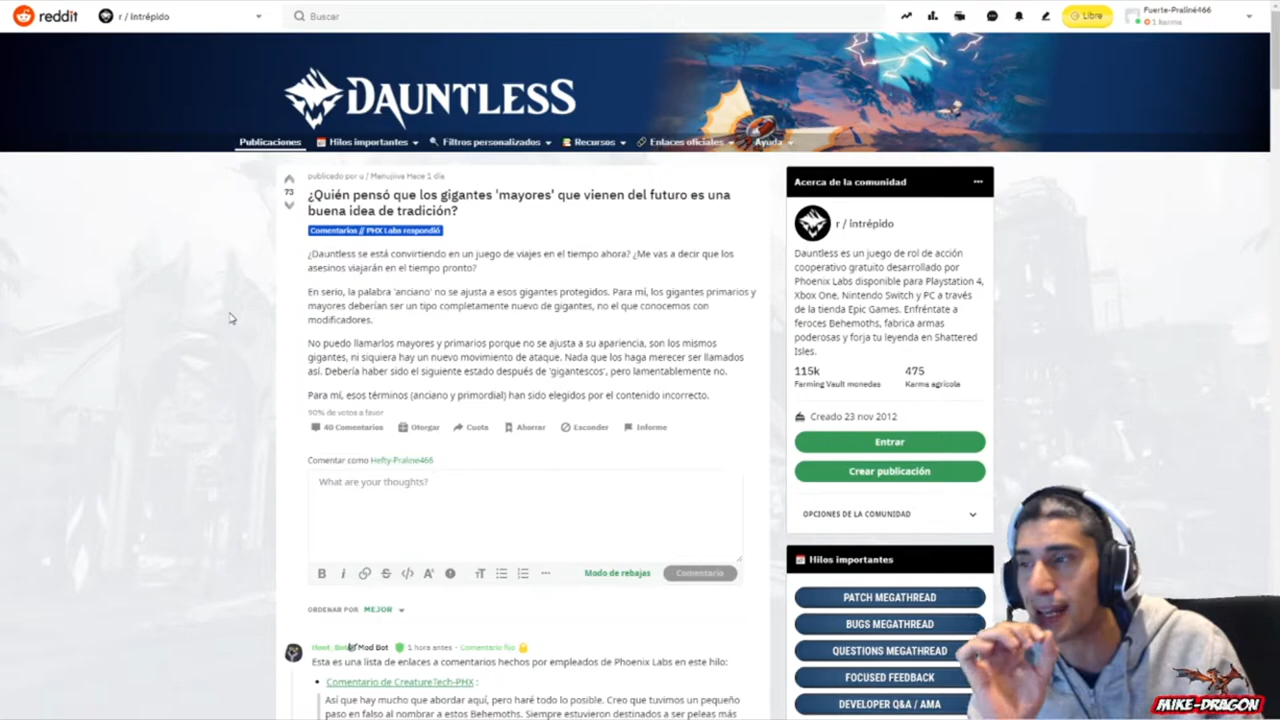 reddit
r / Intrépido
Buscar
Libre
Fuerte-Praliné466
1 karma
DAUNTLESS
Publicaciones
Hilos importantes
Filtros personalizados
Recursos
Enlaces oficiales
Ayuda
publicado por u / Menujiva Hace 1 día
73
¿Quién pensó que los gigantes 'mayores' que vienen del futuro es una
buena idea de tradición?
Comentarios // PHX Labs respondió
¿Dauntless se está convirtiendo en un juego de viajes en el tiempo ahora? ¿Me vas a decir que los
asesinos viajarán en el tiempo pronto?
En serio, la palabra 'anciano' no se ajusta a esos gigantes protegidos. Para mí, los gigantes primarios y
mayores deberían ser un tipo completamente nuevo de gigantes, no el que conocemos con
modificadores.
No puedo llamarlos mayores y primarios porque no se ajusta a su apariencia, son los mismos
gigantes, ni siquiera hay un nuevo movimiento de ataque. Nada que los haga merecer ser llamados
así. Debería haber sido el siguiente estado después de 'gigantescos', pero lamentablemente no.
Para mí, esos términos (anciano y primordial) han sido elegidos por el contenido incorrecto.
90% de votos a favor
40 Comentarios
Otorgar
Cuota
Ahorrar
Esconder
Informe
Comentar como Hefty-Praline466
What are your thoughts?
Modo de rebajas
Comentario
ORDENAR POR MEJOR
Mod Bot
1 hora antes - Comentario fijo
Esta es una lista de enlaces a comentarios hechos por empleados de Phoenix Labs en este hilo:
Comentario de CreatureTech-PHX :
Así que hay mucho que abordar aquí, pero haré todo lo posible. Creo que tuvimos un pequeño
paso en falso al nombrar a estos Behemoths. Siempre estuvieron destinados a ser peleas más
Acerca de la comunidad
r / intrépido
Dauntless es un juego de rol de acción
cooperativo gratuito desarrollado por
Phoenix Labs disponible para Playstation 4,
Xbox One, Nintendo Switch y PC a través
de la tienda Epic Games. Enfréntate a
feroces Behemoths, fabrica armas
poderosas y forja tu leyenda en Shattered
Isles.
115k
475
Farming Vault monedas
Karma agrícola
Creado 23 nov 2012
Entrar
Crear publicación
OPCIONES DE LA COMUNIDAD
Hilos importantes
PATCH MEGATHREAD
BUGS MEGATHREAD
QUESTIONS MEGATHREAD
FOCUSED FEEDBACK
DEVELOPER Q&A / AMA
MIKE-DRAGON